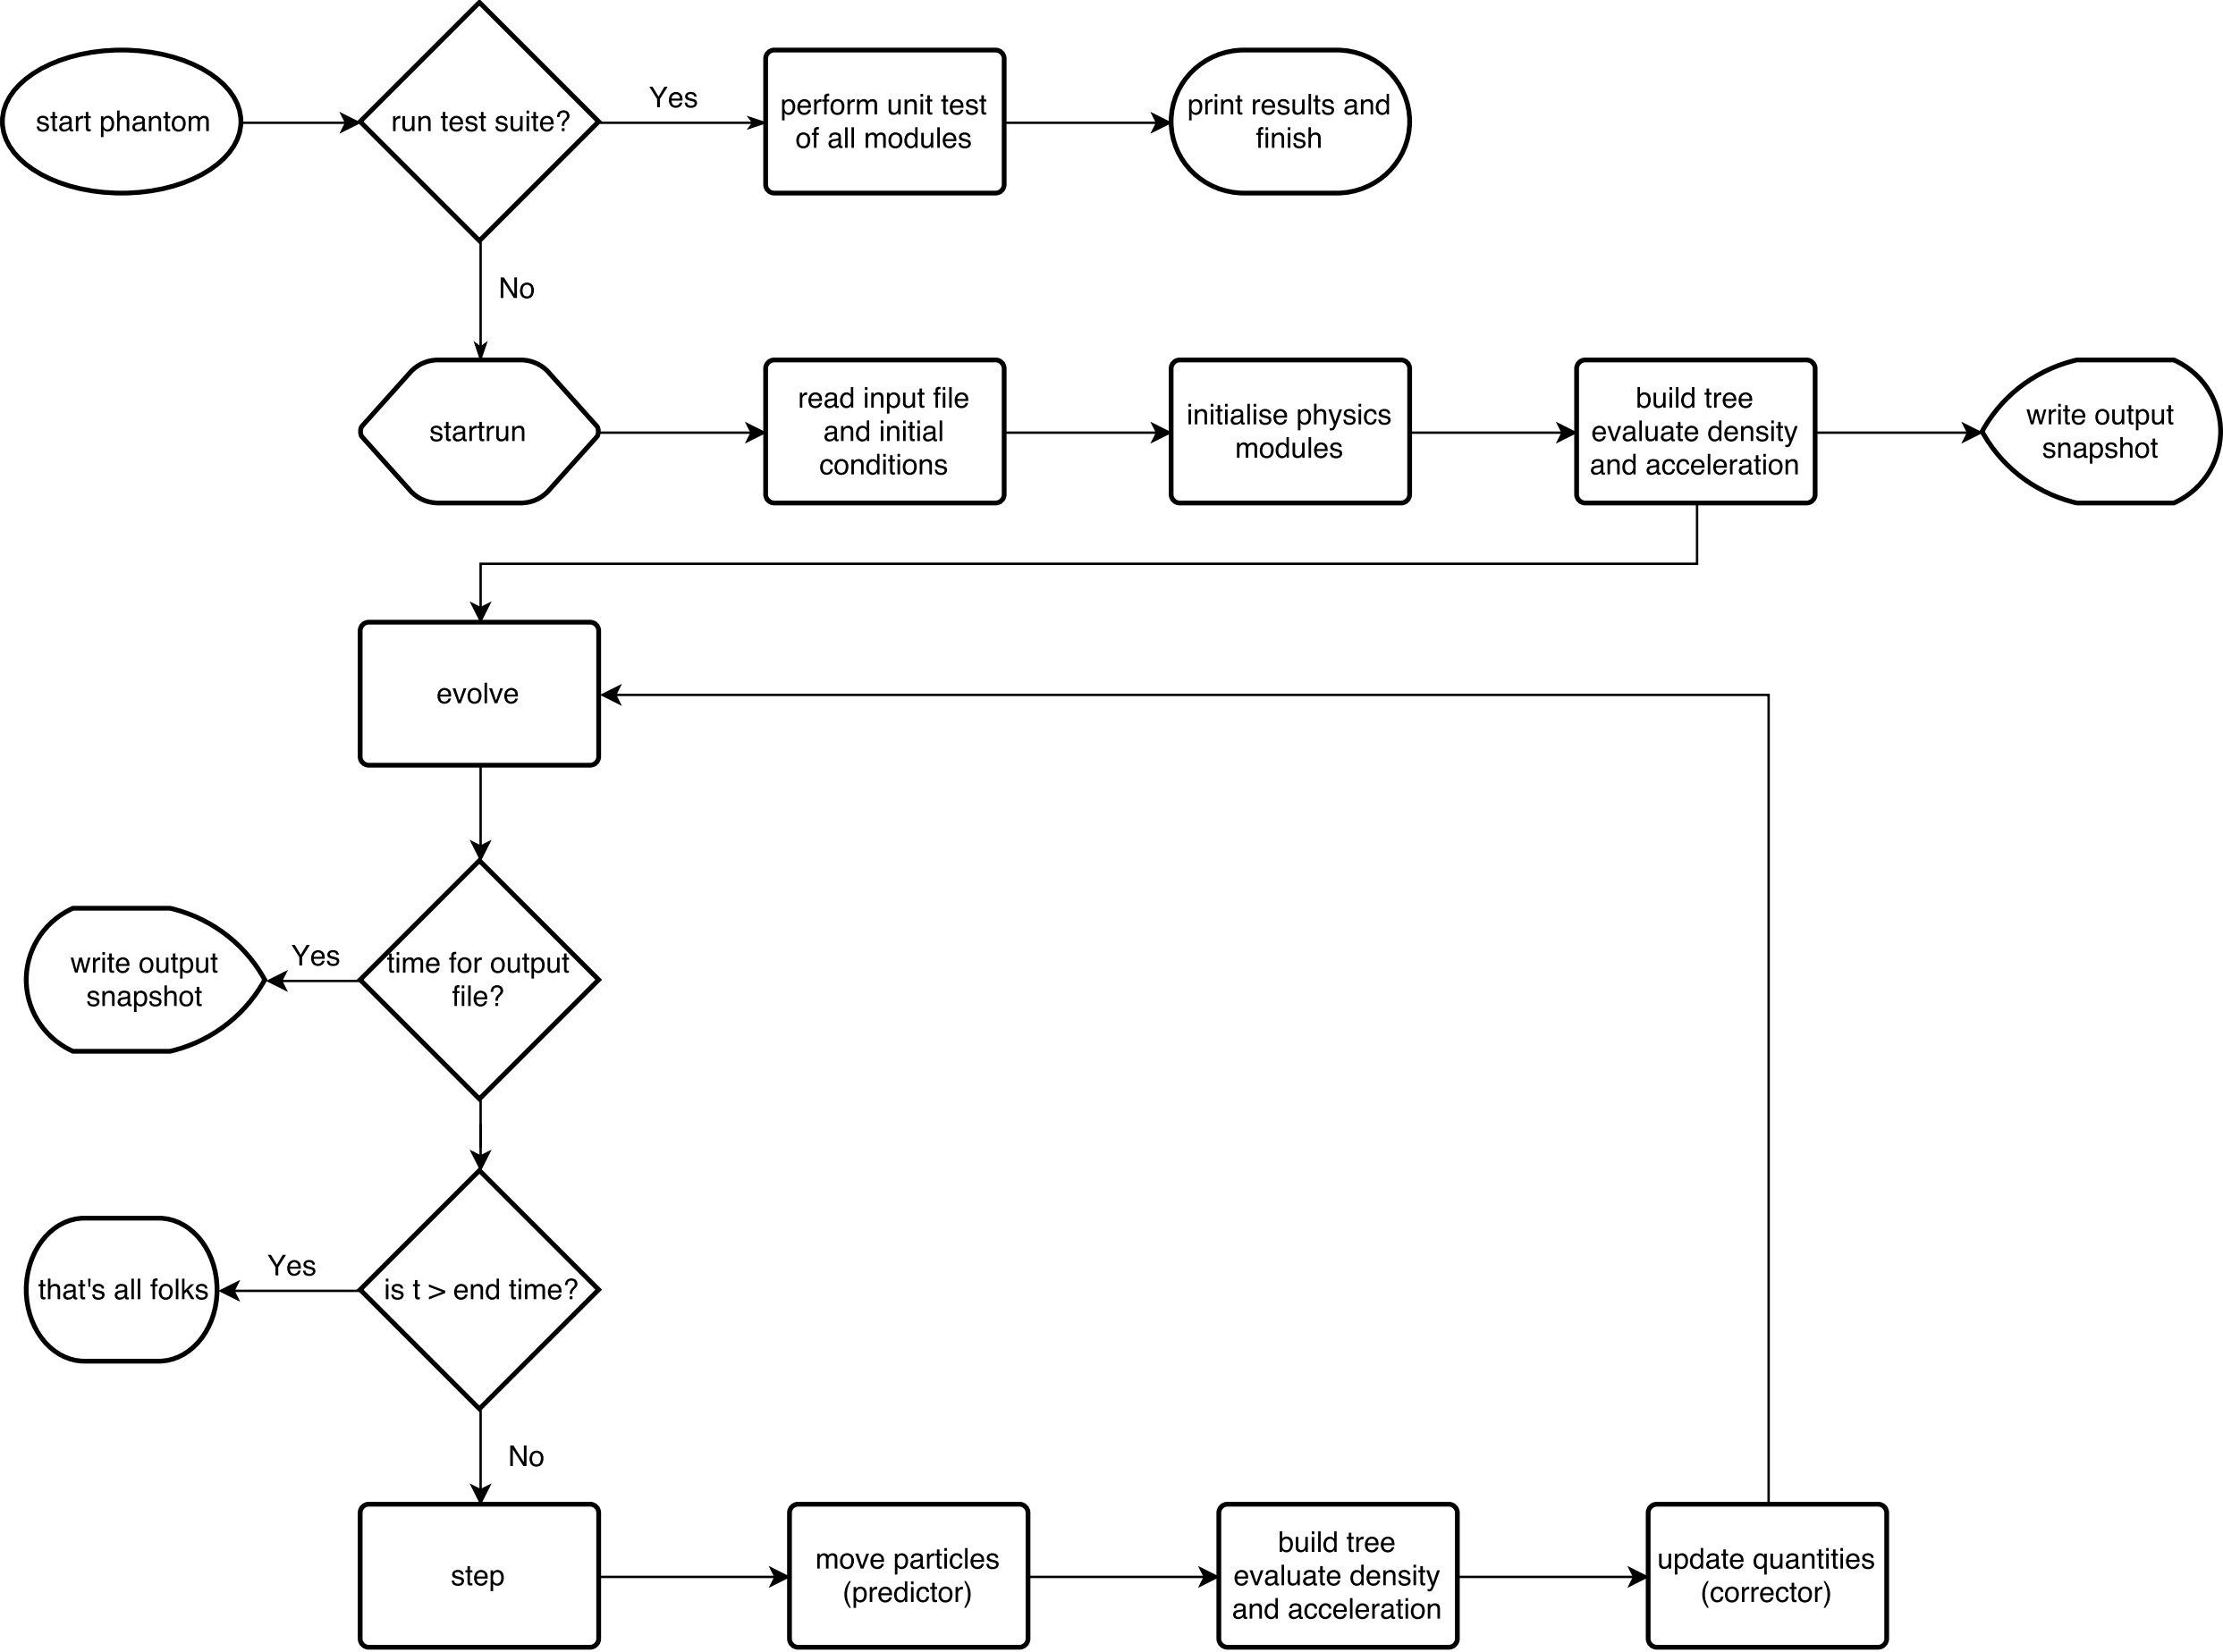 start phantom
run test suite?
Yes
perform unit test
of all modules
print results and
finish
No
startrun
read input file
and initial
conditions
initialise physics
modules
build tree
evaluate density
and acceleration
write output
snapshot
evolve
time for output
file?
Yes
write output
snapshot
is t > end time?
Yes
that's all folks
No
step
move particles
(predictor)
build tree
evaluate density
and acceleration
update quantities
(corrector)